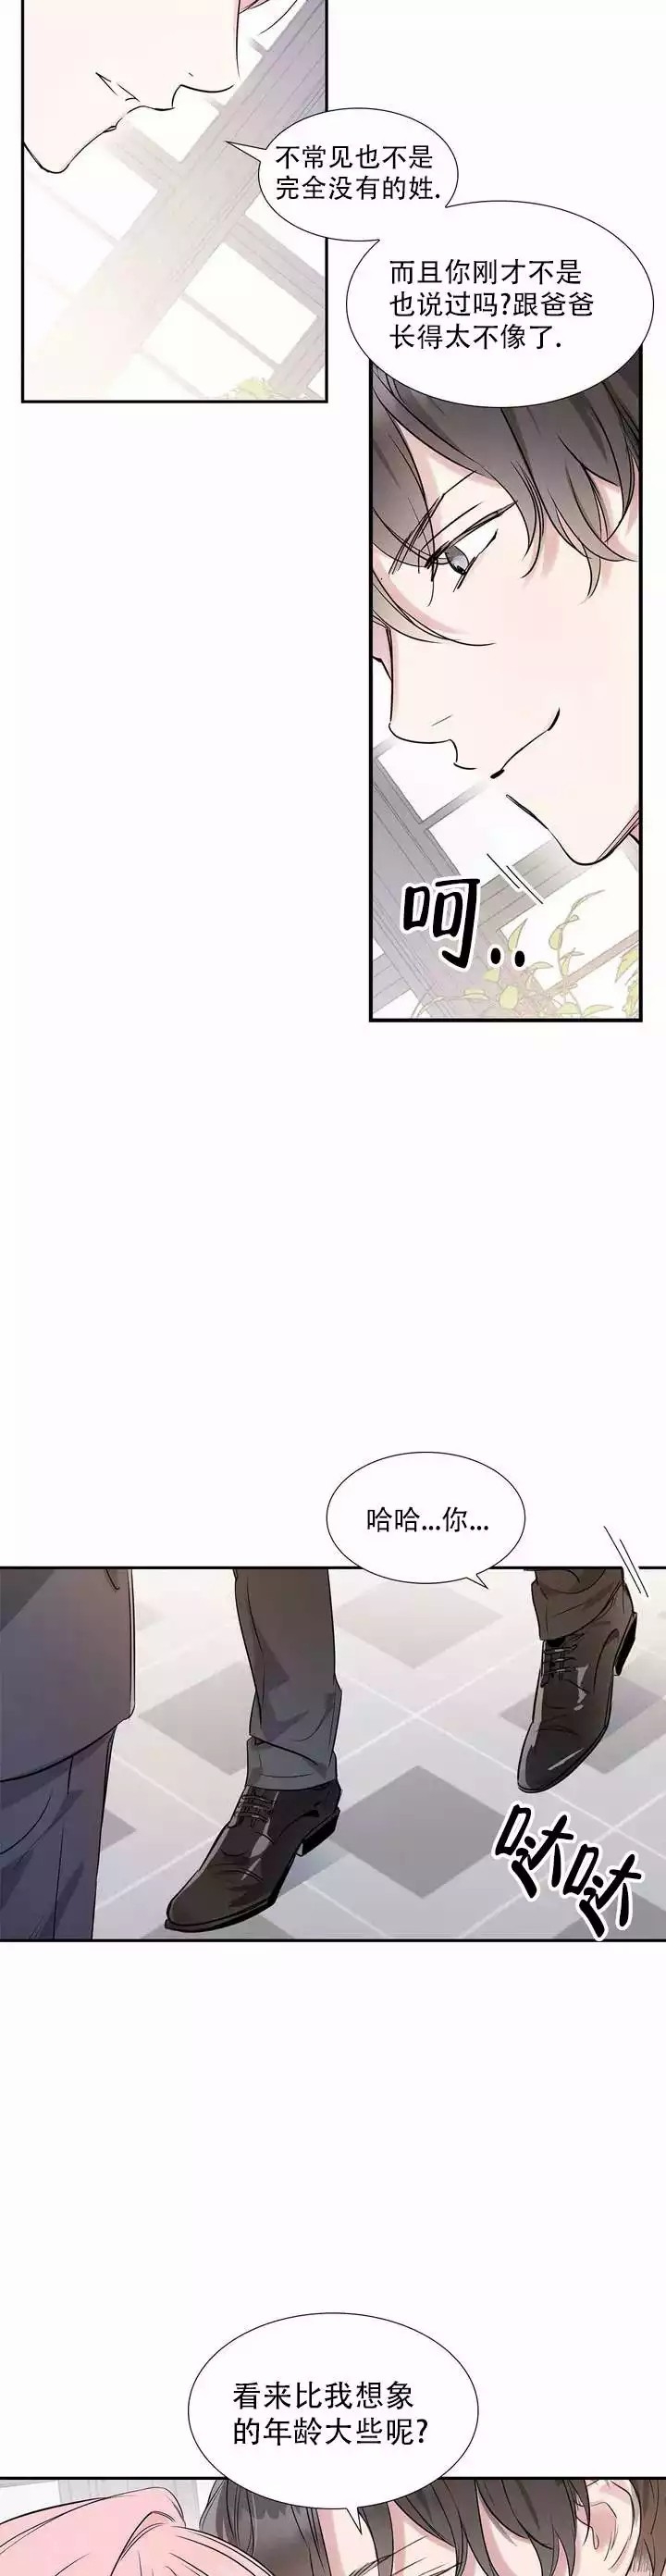 不常见也不是
完全没有的姓.
而且你刚才不是
也说过吗?跟爸爸
长得太不像了.
呵..
哈哈...你...
哒哒
看来比我想象
的年龄大些呢?